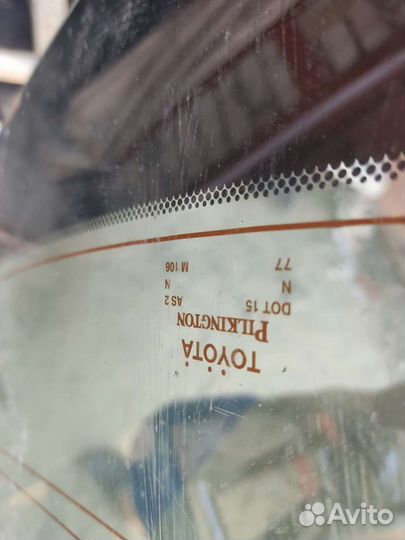 TOYOTA
PILKINGTON
DOT 15 AS 2
N N
77 M 106
Avito